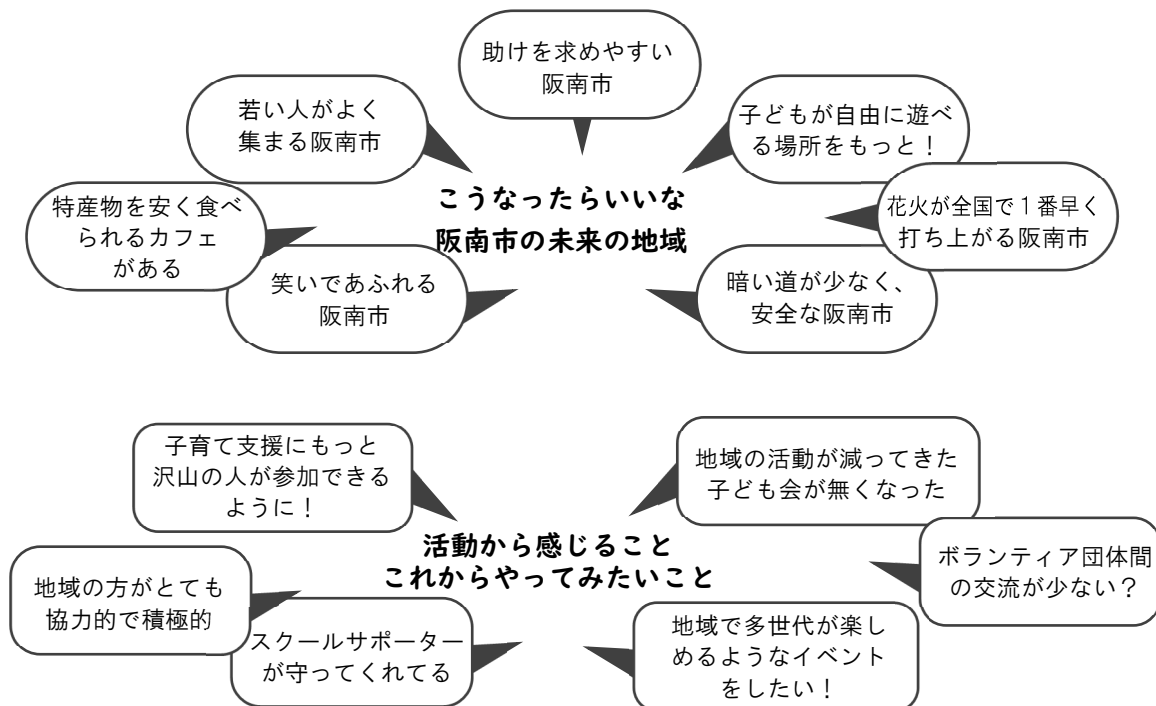 助けを求めやすい
阪南市
若い人がよく
集まる阪南市
子どもが自由に遊べ
る場所をもっと！
特産物を安く食べ
られるカフェ
がある
こうなったらいいな
阪南市の未来の地域
花火が全国で１番早く
打ち上がる阪南市
笑いであふれる
阪南市
暗い道が少なく、
安全な阪南市
子育て支援にもっと
沢山の人が参加できる
ように！
地域の活動が減ってきた
子ども会が無くなった
活動から感じること
これからやってみたいこと
地域の方がとても
協力的で積極的
ボランティア団体間
の交流が少ない？
スクールサポーター
が守ってくれてる
地域で多世代が楽し
めるようなイベント
をしたい！